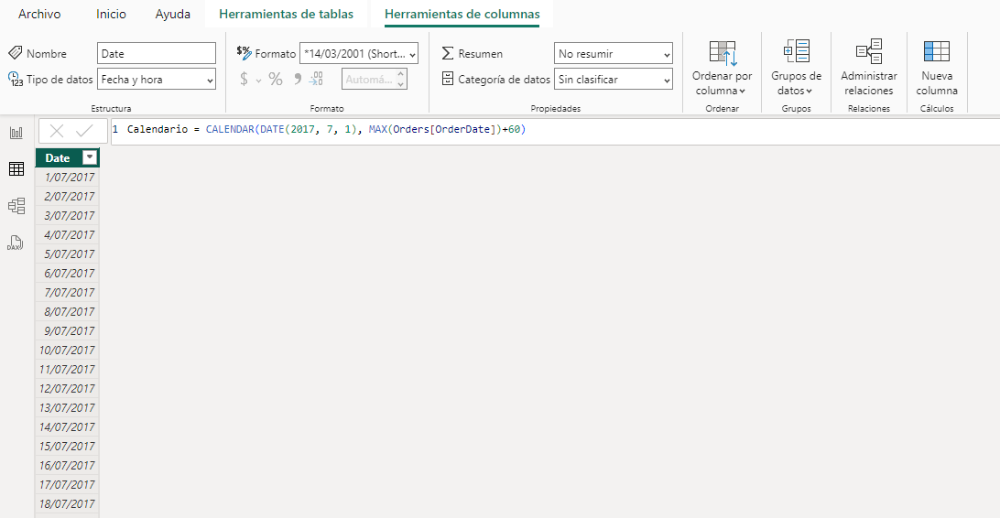 Archivo Inicio Ayuda Herramientas de tablas Herramientas de columnas
Nombre Date
Tipo de datos Fecha y hora
Estructura
Formato *14/03/2001 (Short...
$ % Automá...
Formato
Resumen No resumir
Categoría de datos Sin clasificar
Propiedades
Ordenar por
columna
Ordenar
Grupos de
datos
Grupos
Administrar
relaciones
Relaciones
Nueva
columna
Cálculos
1 Calendario = CALENDAR(DATE(2017, 7, 1), MAX(Orders[OrderDate])+60)
Date
1/07/2017
2/07/2017
3/07/2017
4/07/2017
5/07/2017
6/07/2017
7/07/2017
8/07/2017
9/07/2017
10/07/2017
11/07/2017
12/07/2017
13/07/2017
14/07/2017
15/07/2017
16/07/2017
17/07/2017
18/07/2017